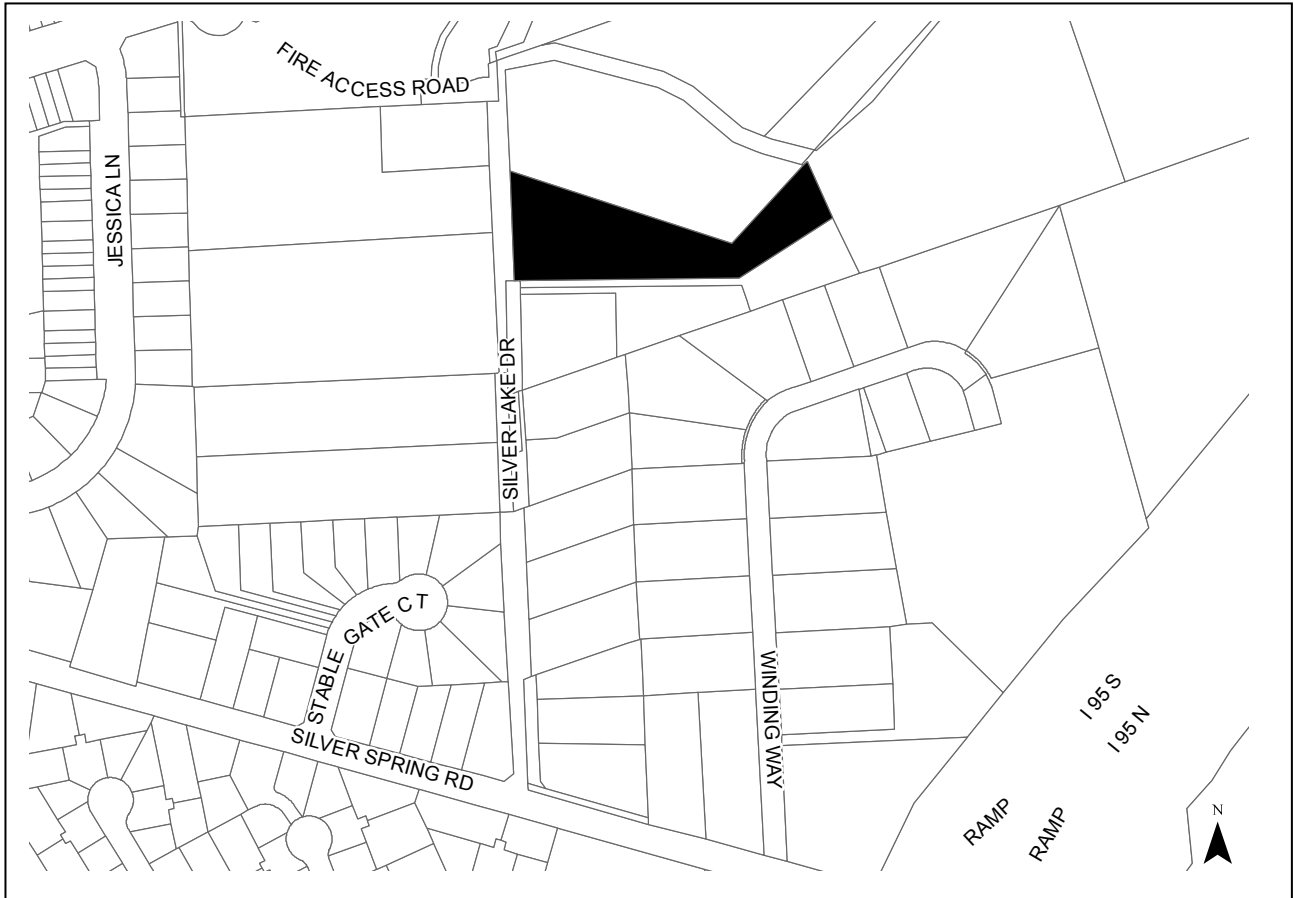 FIRE ACCESS ROAD
JESSICA LN
SILVER LAKE DR
STABLE GATE CT
WINDING WAY
SILVER SPRING RD
I 95 S
I 95 N
RAMP
RAMP
N